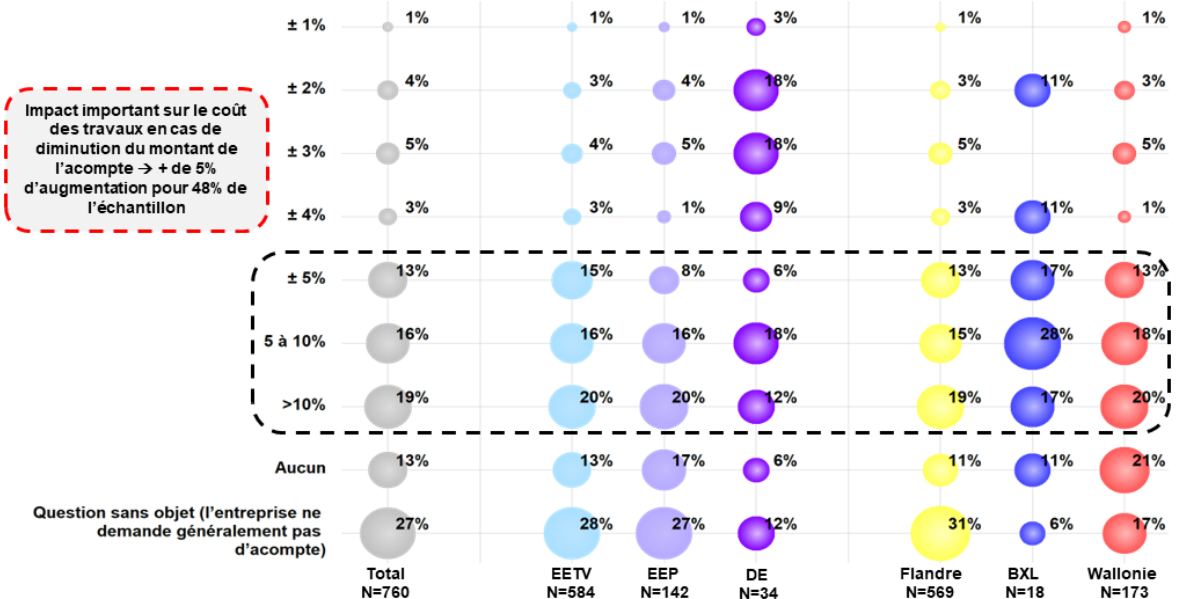 ± 1% 1% 1% 1% 3% 1% 1%
± 2% 4% 3% 4% 18% 3% 11% 3%
Impact important sur le coût
des travaux en cas de
diminution du montant de
l'acompte → + de 5%
d'augmentation pour 48% de
l'échantillon
± 3% 5% 4% 5% 18% 5% 5%
± 4% 3% 3% 1% 9% 3% 11% 1%
± 5% 13% 15% 8% 6% 13% 17% 13%
5 à 10% 16% 16% 16% 18% 15% 28% 18%
>10% 19% 20% 20% 12% 19% 17% 20%
Aucun 13% 13% 17% 6% 11% 11% 21%
Question sans objet (l'entreprise ne
demande généralement pas
d'acompte)
27% 28% 27% 12% 31% 6% 17%
Total EETV EEP DE Flandre BXL Wallonie
N=760 N=584 N=142 N=34 N=569 N=18 N=173